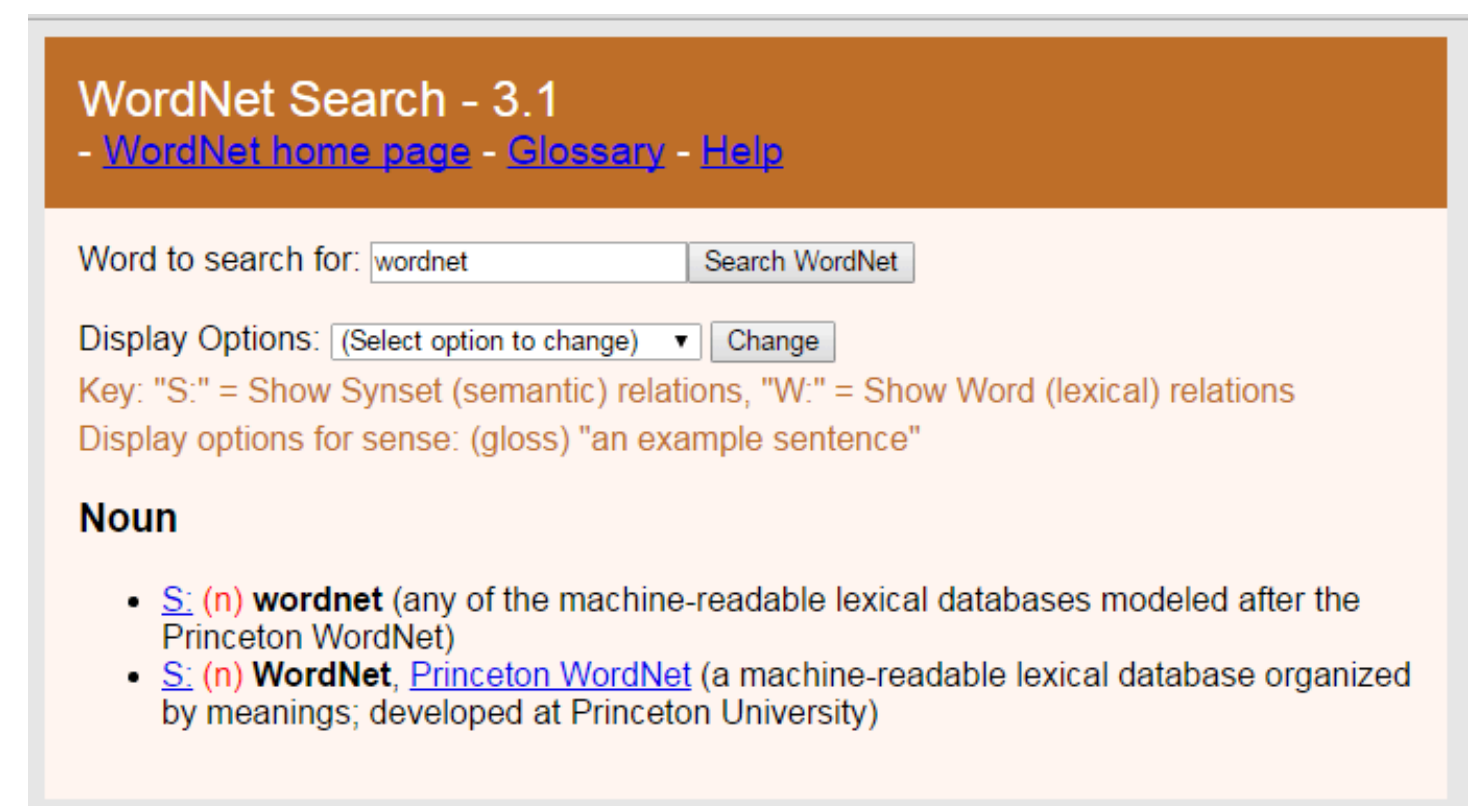 WordNet Search - 3.1
- WordNet home page - Glossary - Help
Word to search for: wordnet Search WordNet
Display Options: (Select option to change) Change
Key: "S:" = Show Synset (semantic) relations, "W:" = Show Word (lexical) relations
Display options for sense: (gloss) "an example sentence"
Noun
• S: (n) wordnet (any of the machine-readable lexical databases modeled after the
Princeton WordNet)
• S: (n) WordNet, Princeton WordNet (a machine-readable lexical database organized
by meanings; developed at Princeton University)